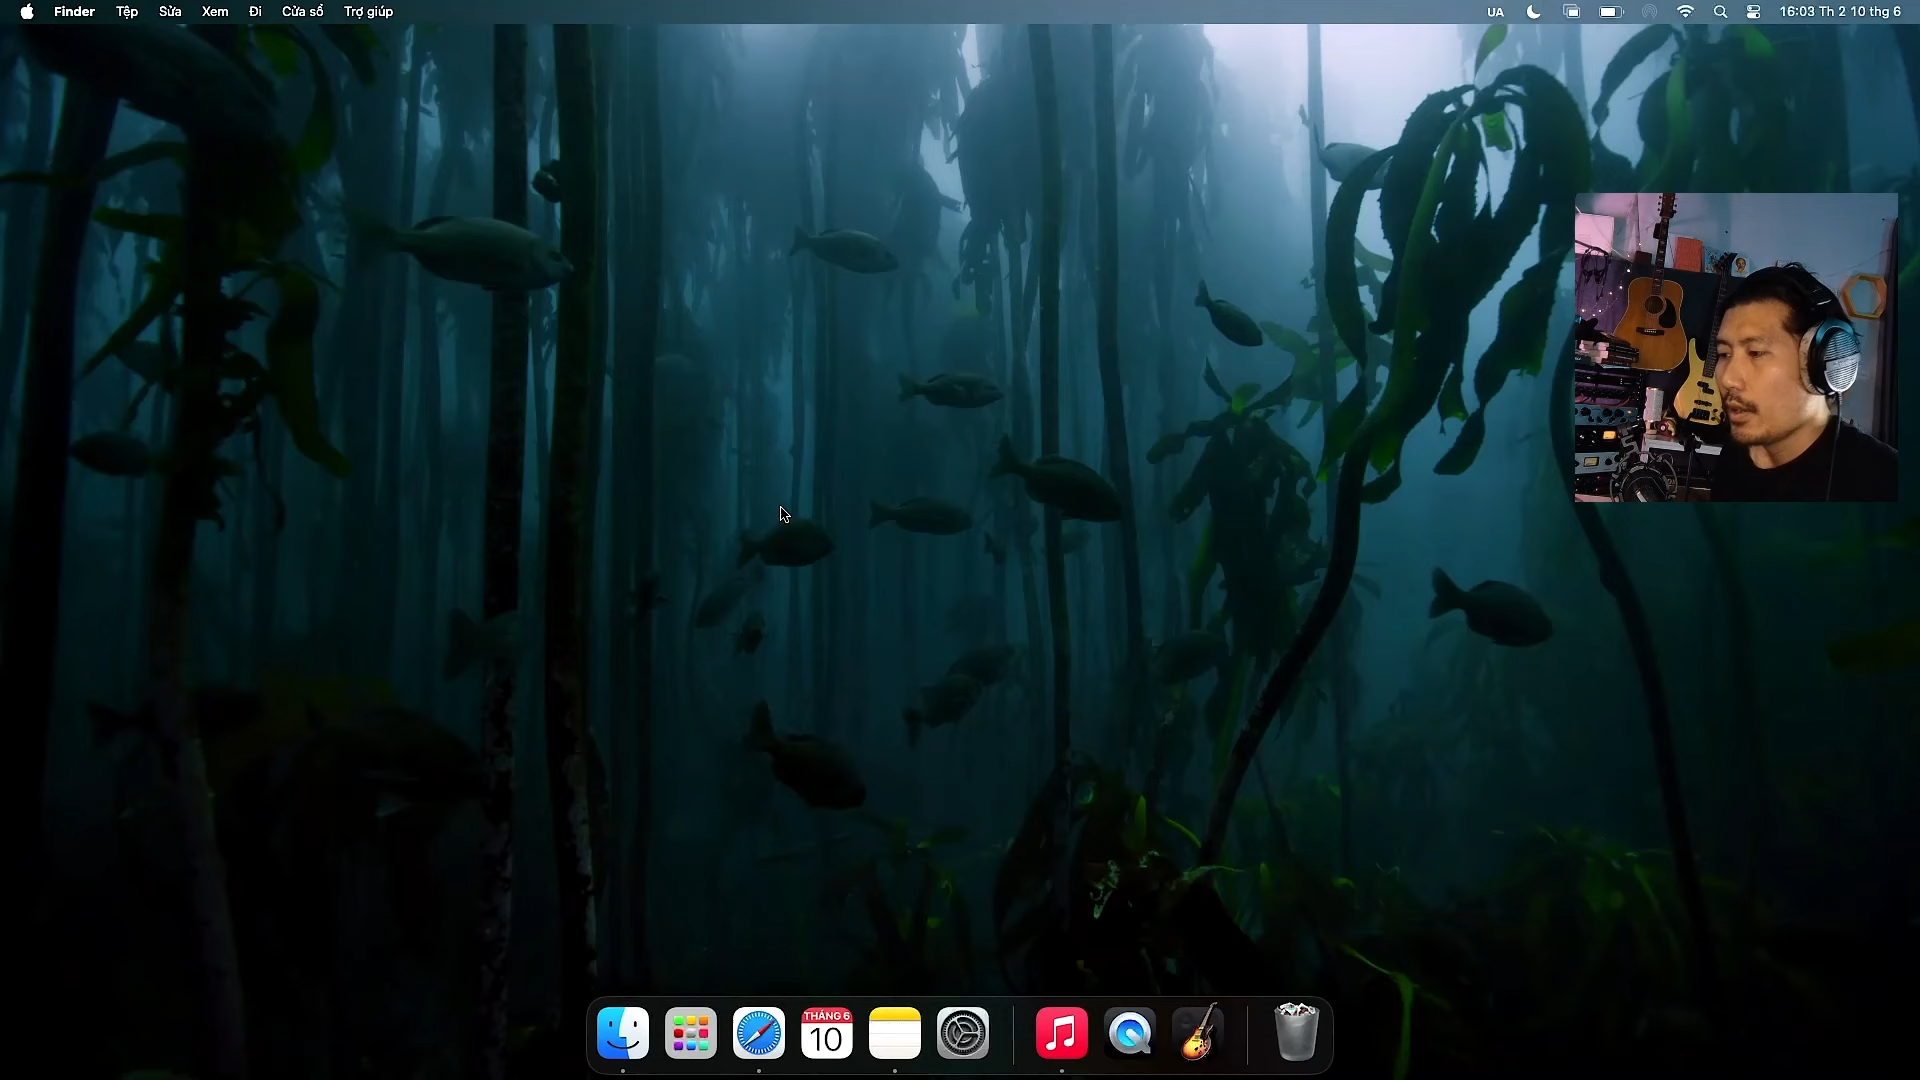 Finder Tệp Sửa Xem Đi Cửa sổ Trợ giúp UA 16:03 Th 2 10 thg 6
THÁNG 6
10